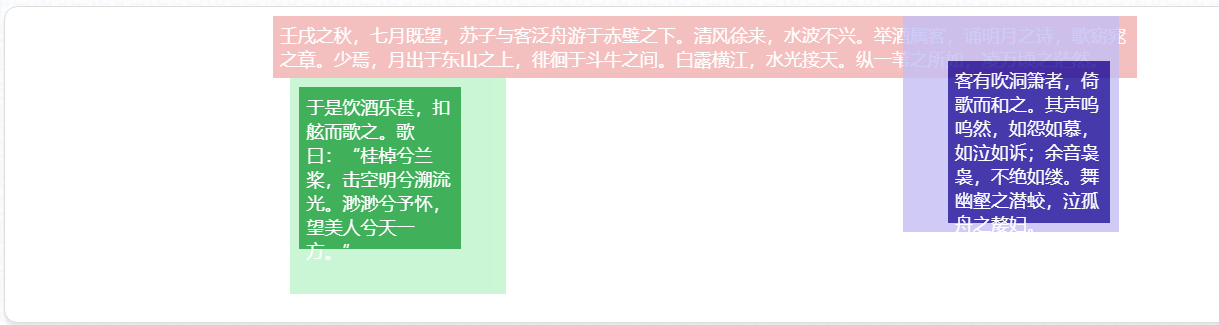 壬戌之秋，七月既望，苏子与客泛舟游于赤壁之下。清风徐来，水波不兴。举酒属客，诵明月之诗，歌窈窕
之章。少焉，月出于东山之上，徘徊于斗牛之间。白露横江，水光接天。纵一苇之所如，凌万顷之茫然。
于是饮酒乐甚，扣
舷而歌之。歌
曰：“桂棹兮兰
桨，击空明兮溯流
光。渺渺兮予怀，
望美人兮天一
方。”
客有吹洞箫者，倚
歌而和之。其声呜
呜然，如怨如慕，
如泣如诉；余音袅
袅，不绝如缕。舞
幽壑之潜蛟，泣孤
舟之嫠妇。